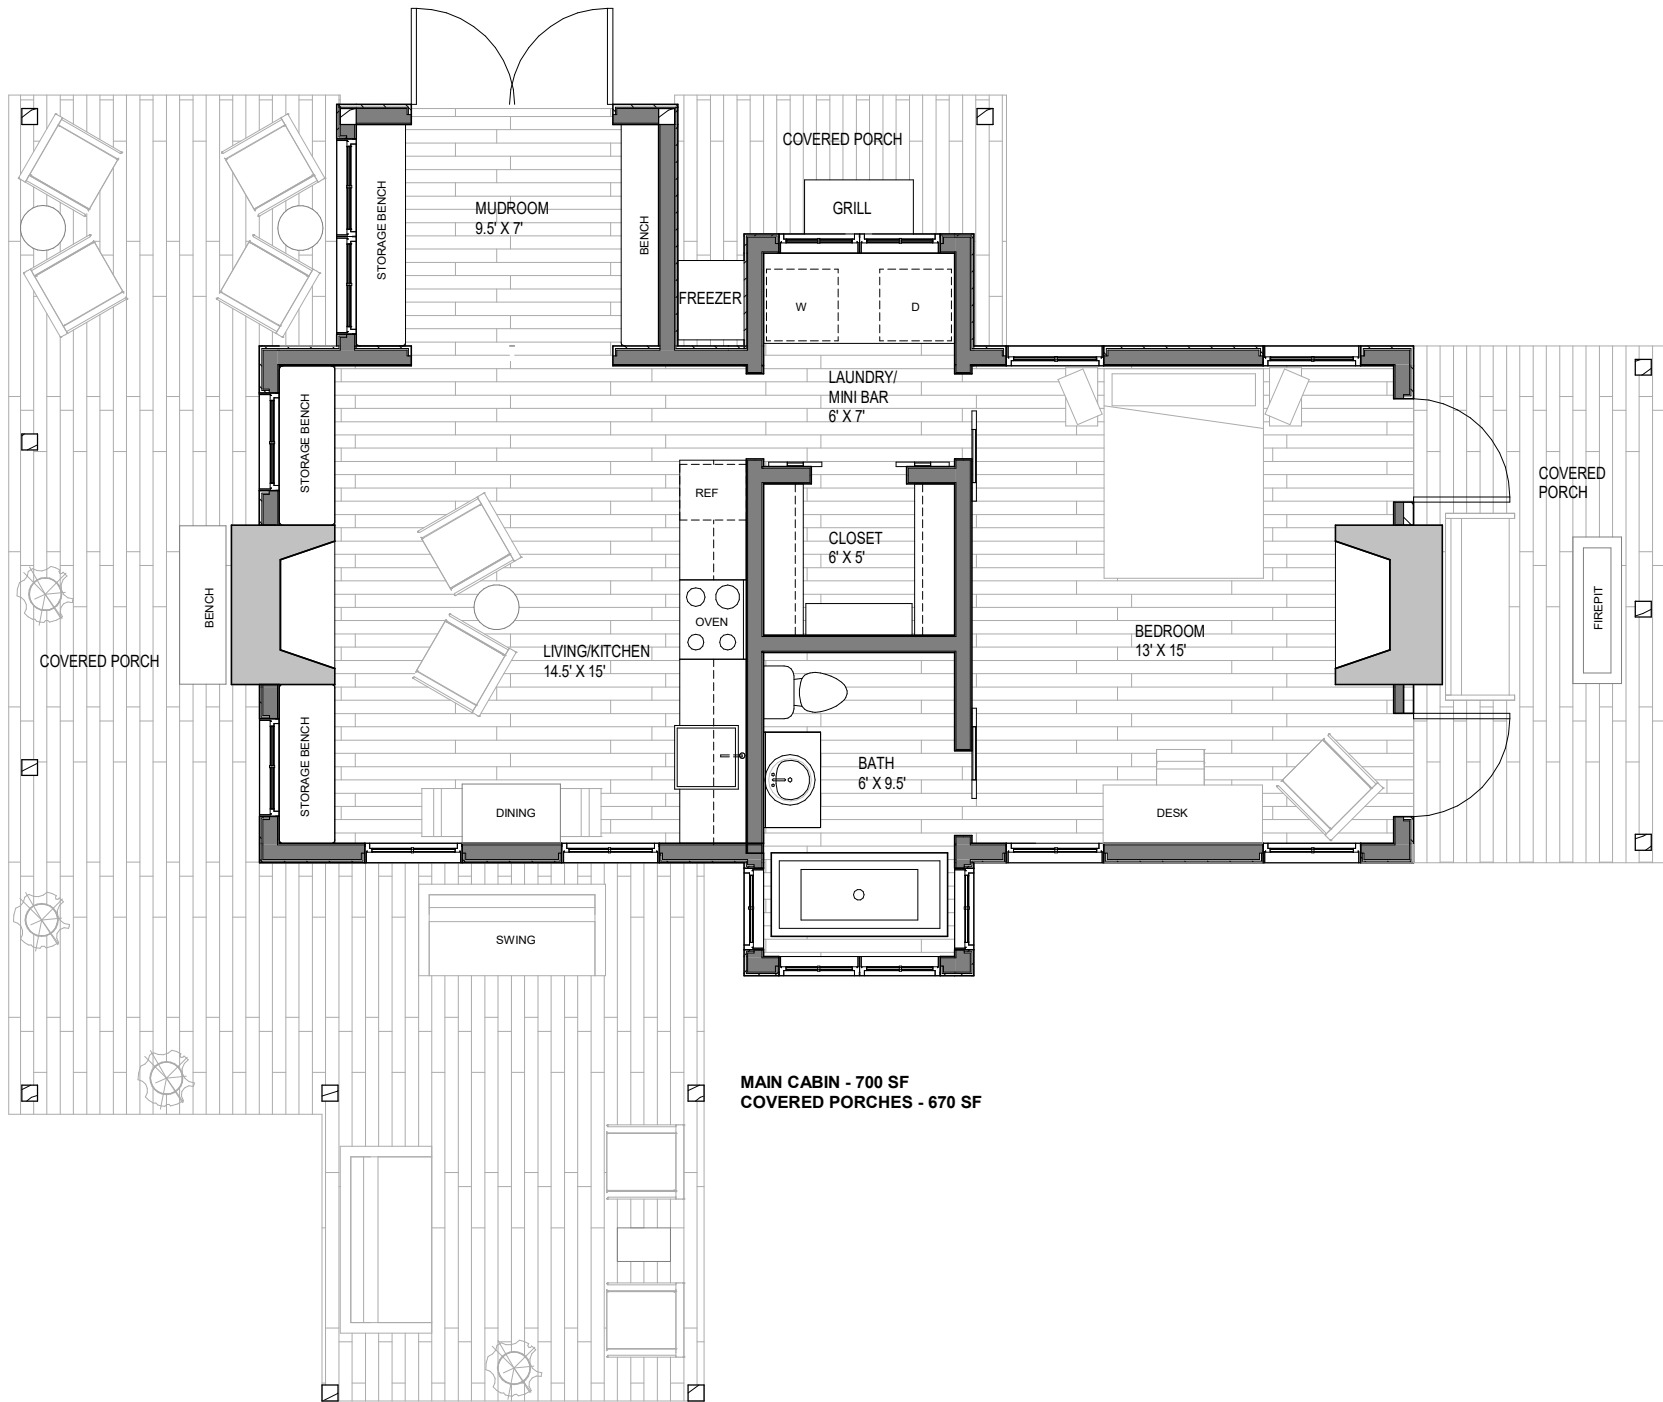 COVERED PORCH
GRILL
MUDROOM
9.5' X 7'
STORAGE BENCH
BENCH
FREEZER
W
D
LAUNDRY/
MINI BAR
6' X 7'
STORAGE BENCH
REF
COVERED
PORCH
CLOSET
6' X 5'
BENCH
OVEN
FIREPIT
COVERED PORCH
LIVING/KITCHEN
14.5' X 15'
BEDROOM
13' X 15'
STORAGE BENCH
BATH
6' X 9.5'
DINING
DESK
SWING
MAIN CABIN - 700 SF
COVERED PORCHES - 670 SF